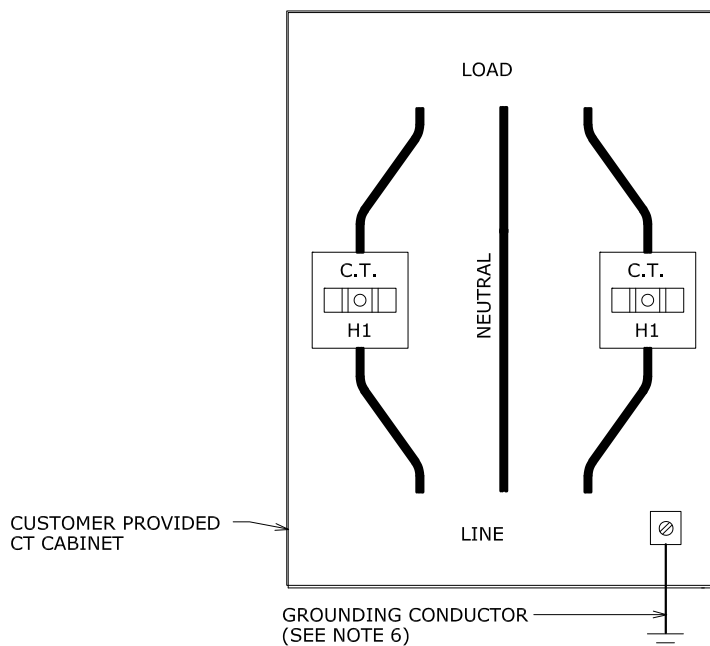 LOAD
C.T.
H1
NEUTRAL
C.T.
H1
CUSTOMER PROVIDED
CT CABINET
LINE
GROUNDING CONDUCTOR
(SEE NOTE 6)